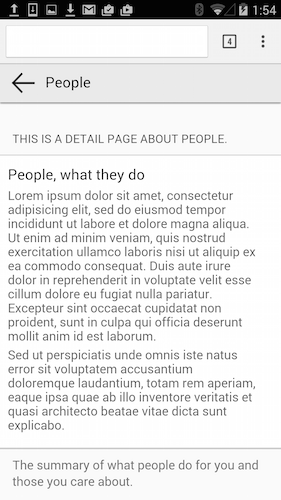 1:54
4
People
THIS IS A DETAIL PAGE ABOUT PEOPLE.
People, what they do
Lorem ipsum dolor sit amet, consectetur
adipisicing elit, sed do eiusmod tempor
incididunt ut labore et dolore magna aliqua.
Ut enim ad minim veniam, quis nostrud
exercitation ullamco laboris nisi ut aliquip ex
ea commodo consequat. Duis aute irure
dolor in reprehenderit in voluptate velit esse
cillum dolore eu fugiat nulla pariatur.
Excepteur sint occaecat cupidatat non
proident, sunt in culpa qui officia deserunt
mollit anim id est laborum.
Sed ut perspiciatis unde omnis iste natus
error sit voluptatem accusantium
doloremque laudantium, totam rem aperiam,
eaque ipsa quae ab illo inventore veritatis et
quasi architecto beatae vitae dicta sunt
explicabo.
The summary of what people do for you and
those you care about.